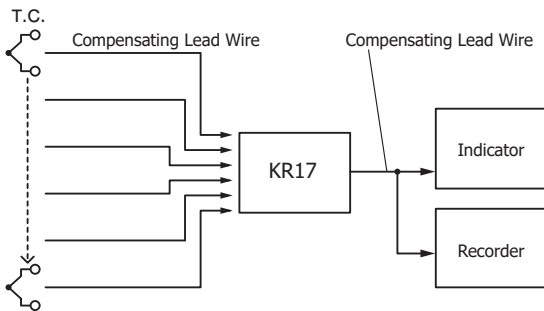 T.C.
Compensating Lead Wire
Compensating Lead Wire
KR17
Indicator
Recorder